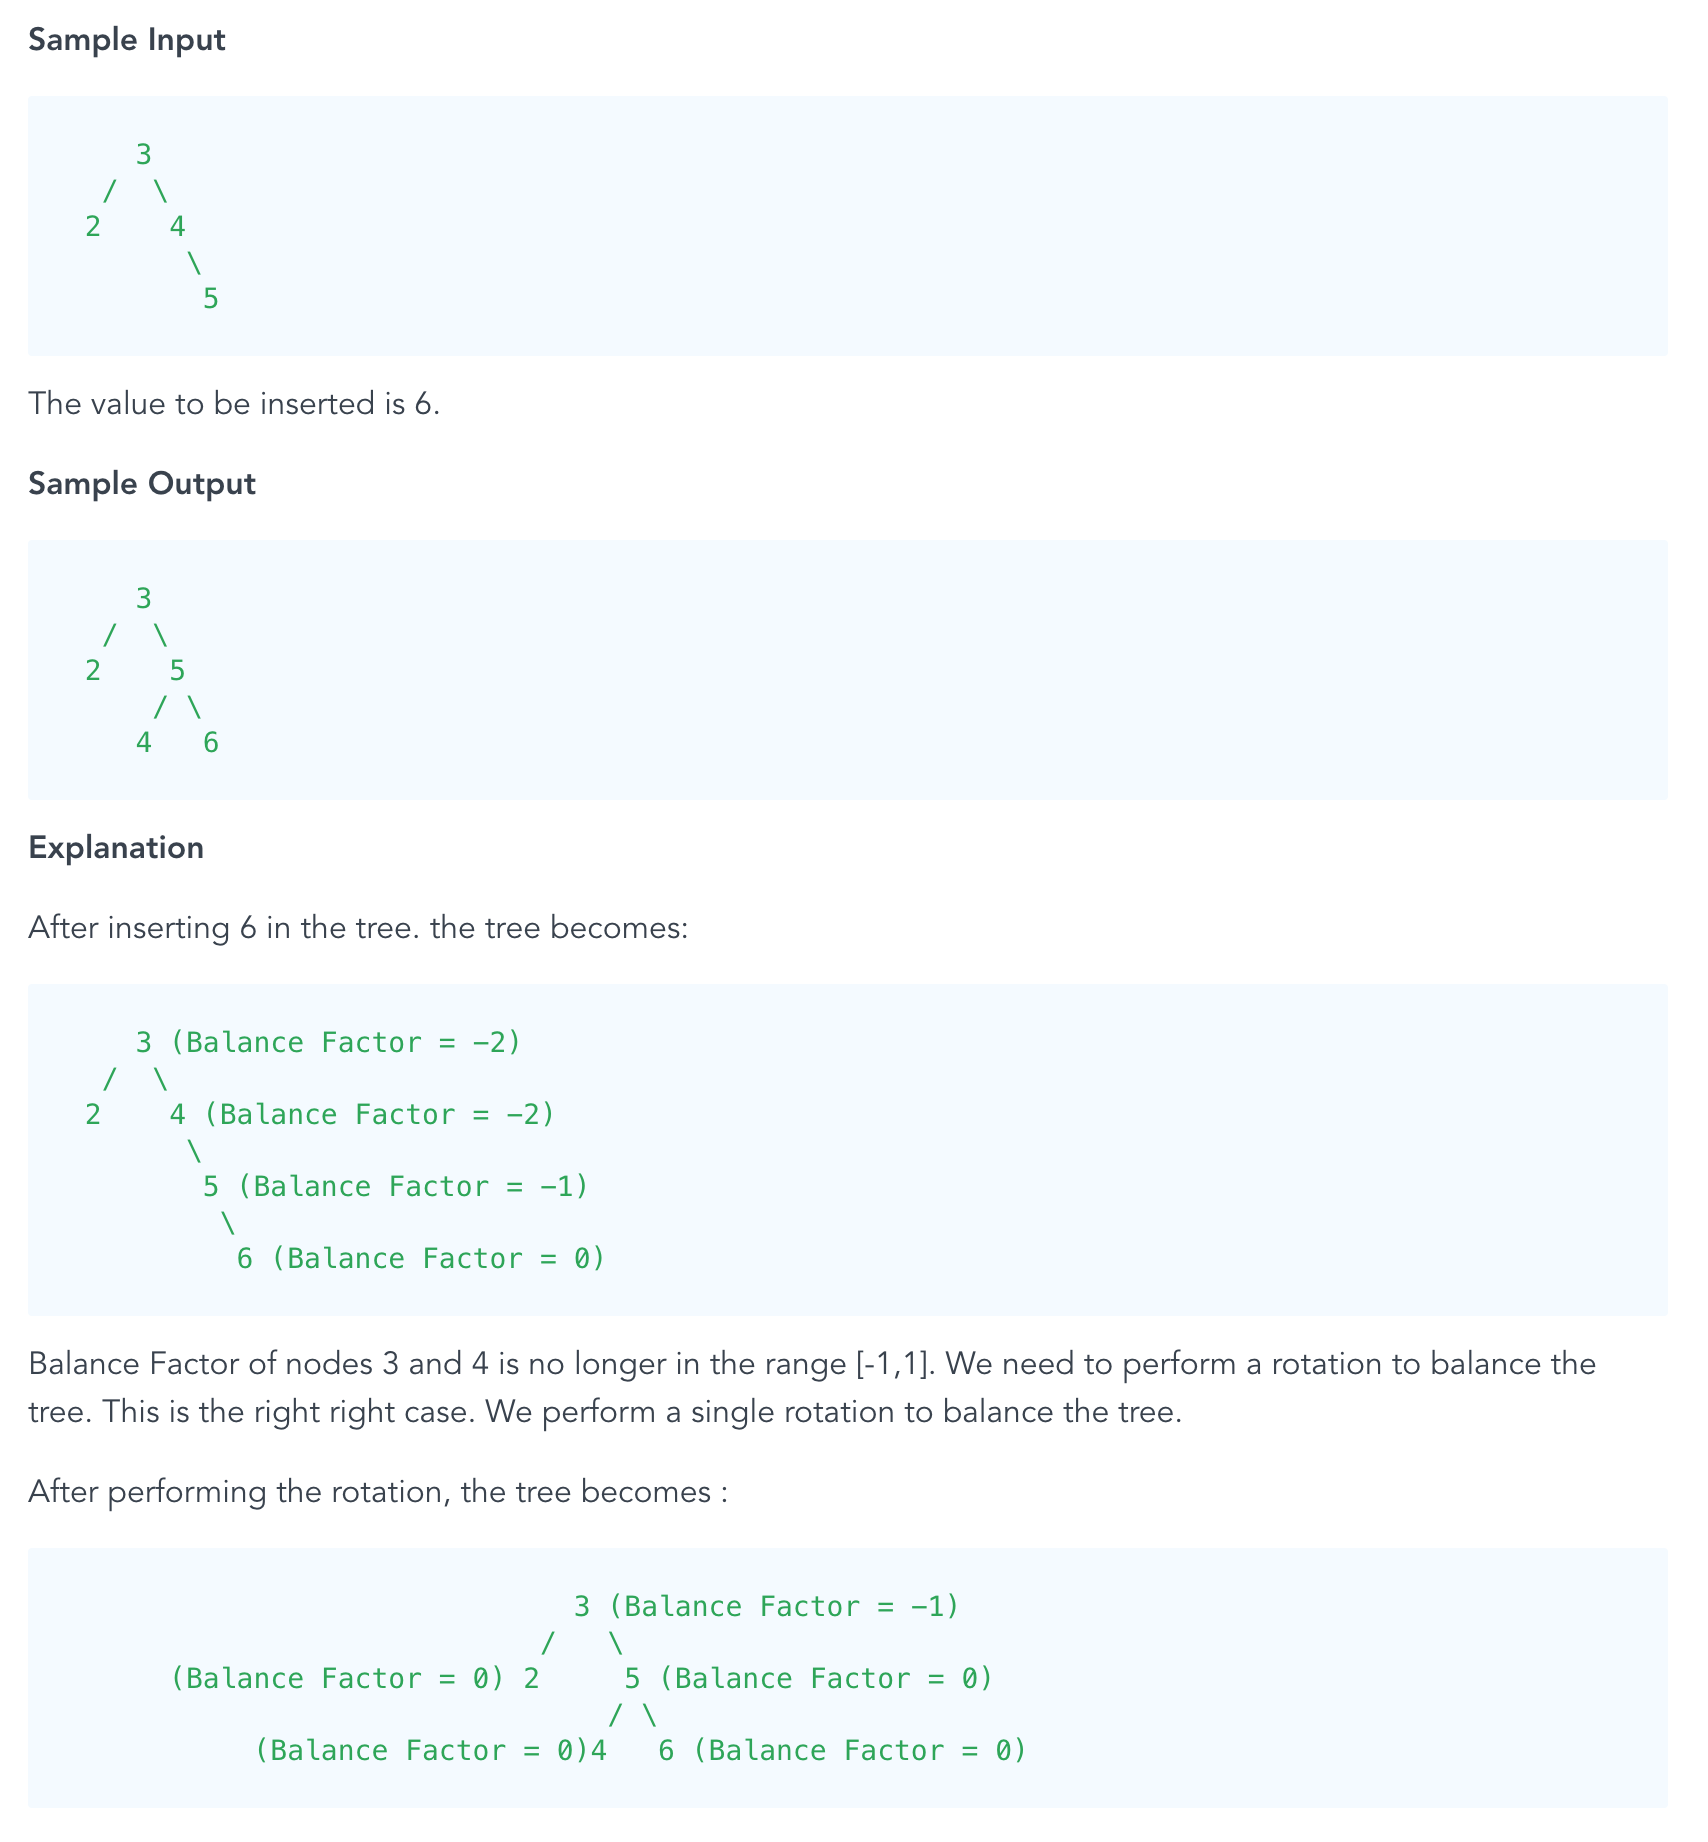 Sample Input
3
/ \
2 4
\
5
The value to be inserted is 6.
Sample Output
3
/ \
2 5
/ \
4 6
Explanation
After inserting 6 in the tree. the tree becomes:
3 (Balance Factor = -2)
/ \
2 4 (Balance Factor = -2)
\
5 (Balance Factor = -1)
\
6 (Balance Factor = 0)
Balance Factor of nodes 3 and 4 is no longer in the range [-1,1]. We need to perform a rotation to balance the
tree. This is the right right case. We perform a single rotation to balance the tree.
After performing the rotation, the tree becomes :
3 (Balance Factor = -1)
/ \
(Balance Factor = 0) 2 5 (Balance Factor = 0)
/ \
(Balance Factor = 0)4 6 (Balance Factor = 0)